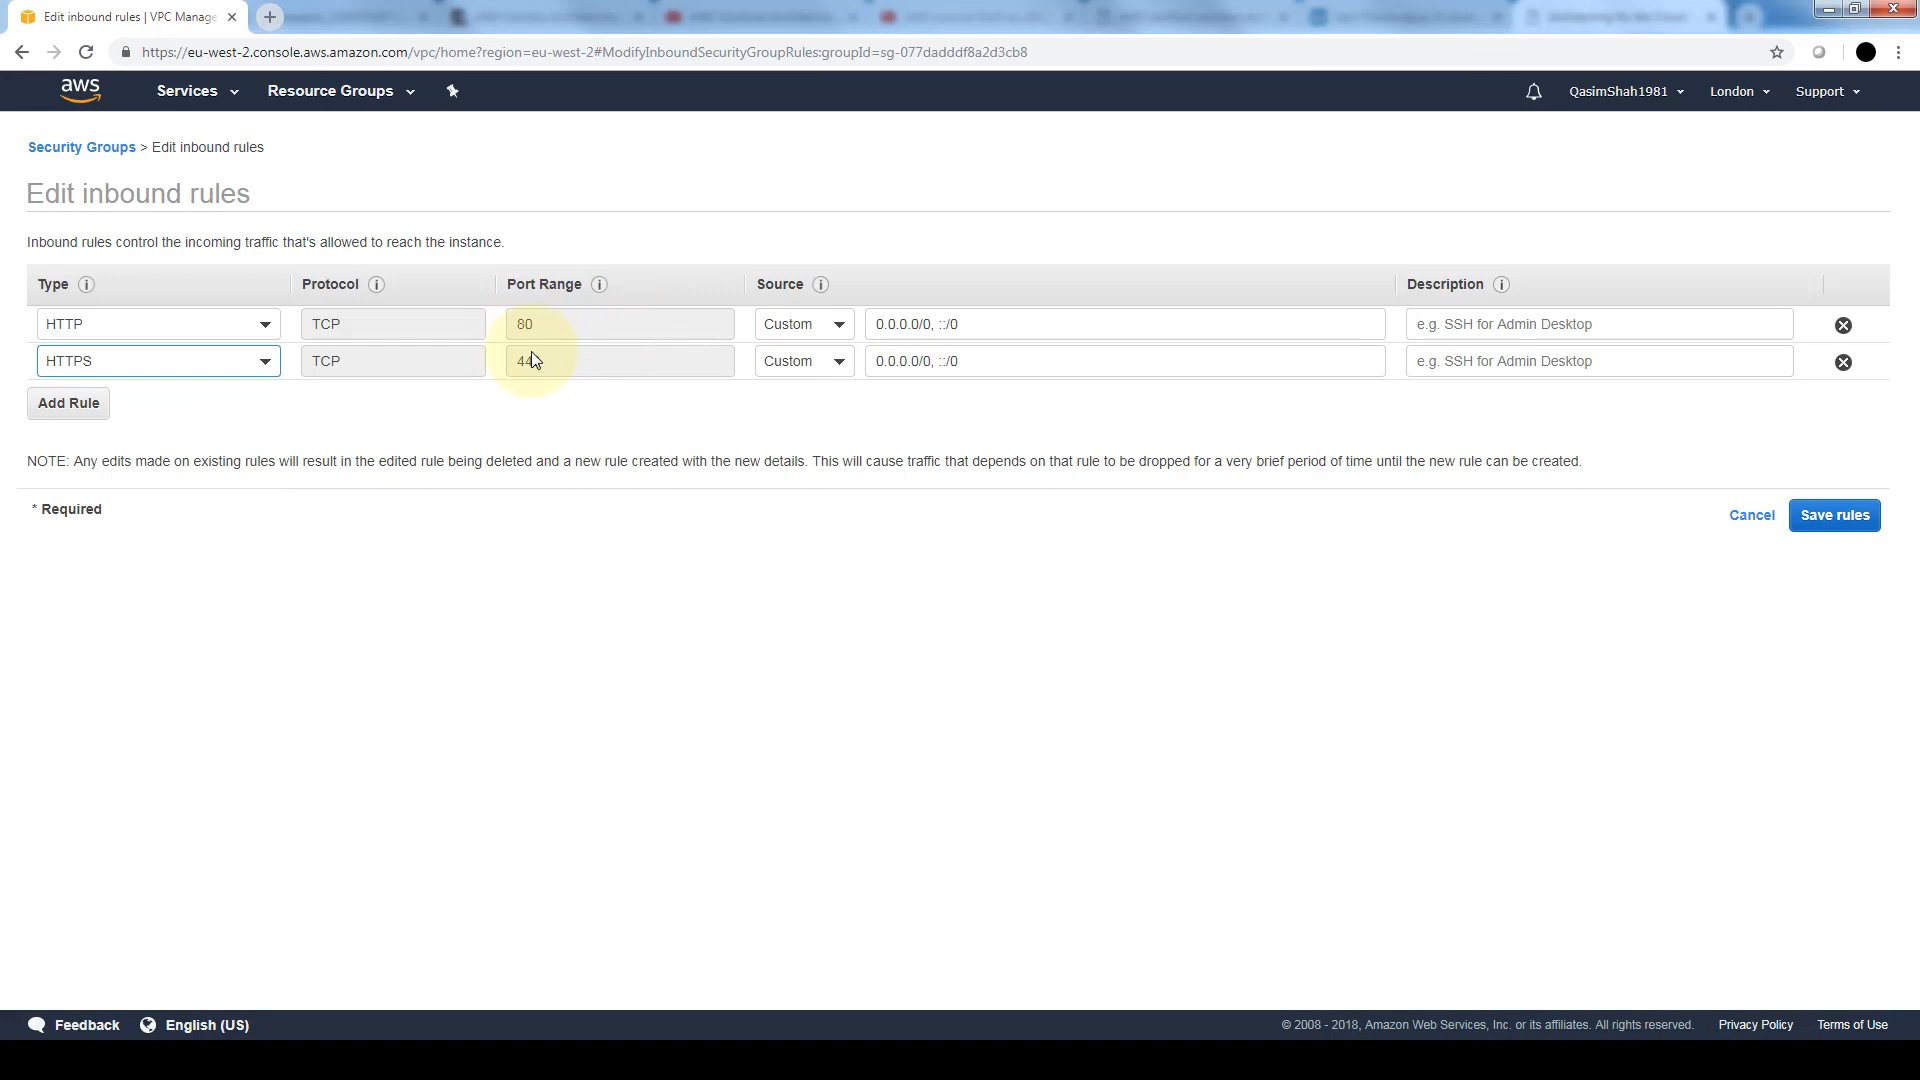 Edit inbound rules | VPC Manage
https://eu-west-2.console.aws.amazon.com/vpc/home?region=eu-west-2#ModifyInboundSecurityGroupRules:groupId=sg-077dadddf8a2d3cb8
aws Services Resource Groups QasimShah1981 London Support
Security Groups > Edit inbound rules
Edit inbound rules
Inbound rules control the incoming traffic that's allowed to reach the instance.
Type Protocol Port Range Source Description
HTTP TCP 80 Custom 0.0.0.0/0, ::/0 e.g. SSH for Admin Desktop
HTTPS TCP 44 Custom 0.0.0.0/0, ::/0 e.g. SSH for Admin Desktop
Add Rule
NOTE: Any edits made on existing rules will result in the edited rule being deleted and a new rule created with the new details. This will cause traffic that depends on that rule to be dropped for a very brief period of time until the new rule can be created.
* Required
Cancel Save rules
Feedback English (US) © 2008 - 2018, Amazon Web Services, Inc. or its affiliates. All rights reserved. Privacy Policy Terms of Use